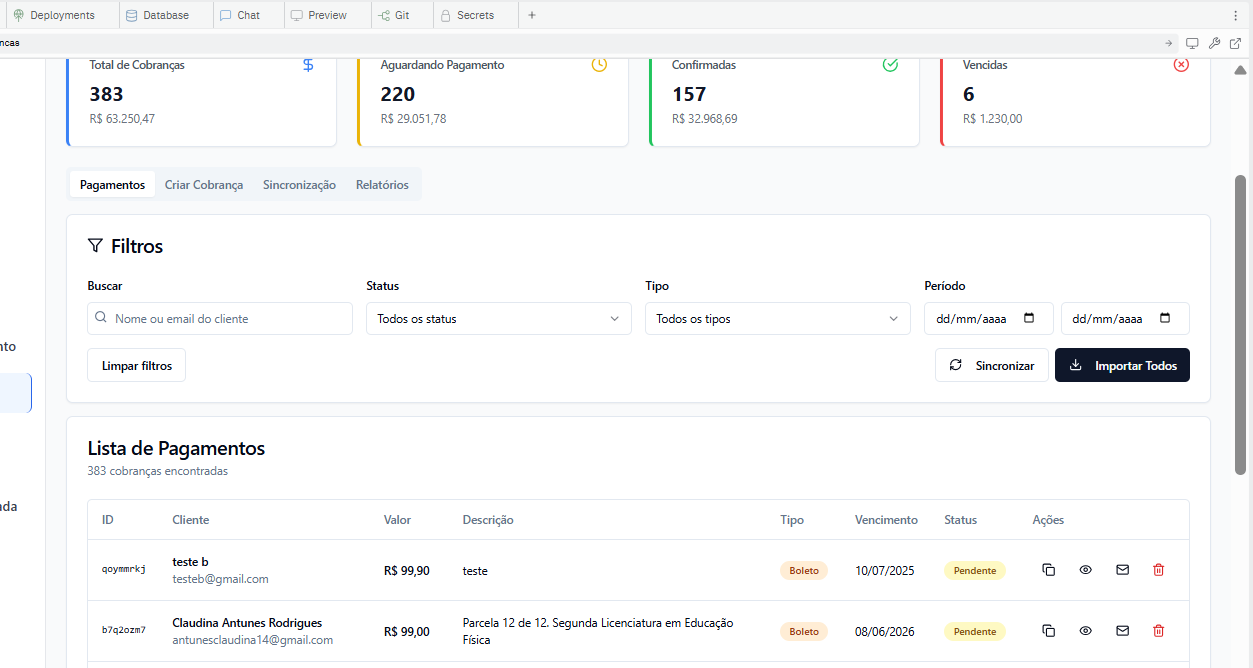 Deployments Database Chat Preview Git Secrets
ncas
Total de Cobranças
383
R$ 63.250,47
Aguardando Pagamento
220
R$ 29.051,78
Confirmadas
157
R$ 32.968,69
Vencidas
6
R$ 1.230,00
Pagamentos Criar Cobrança Sincronização Relatórios
nto
ada
Filtros
Buscar Status Tipo Período
Nome ou email do cliente Todos os status Todos os tipos dd/mm/aaaa dd/mm/aaaa
Limpar filtros Sincronizar Importar Todos
Lista de Pagamentos
383 cobranças encontradas
ID Cliente Valor Descrição Tipo Vencimento Status Ações
qoymmrkj teste b R$ 99,90 teste Boleto 10/07/2025 Pendente
testeb@gmail.com
b7q2ozm7 Claudina Antunes Rodrigues R$ 99,00 Parcela 12 de 12. Segunda Licenciatura em Educação Física Boleto 08/06/2026 Pendente
antunesclaudina14@gmail.com